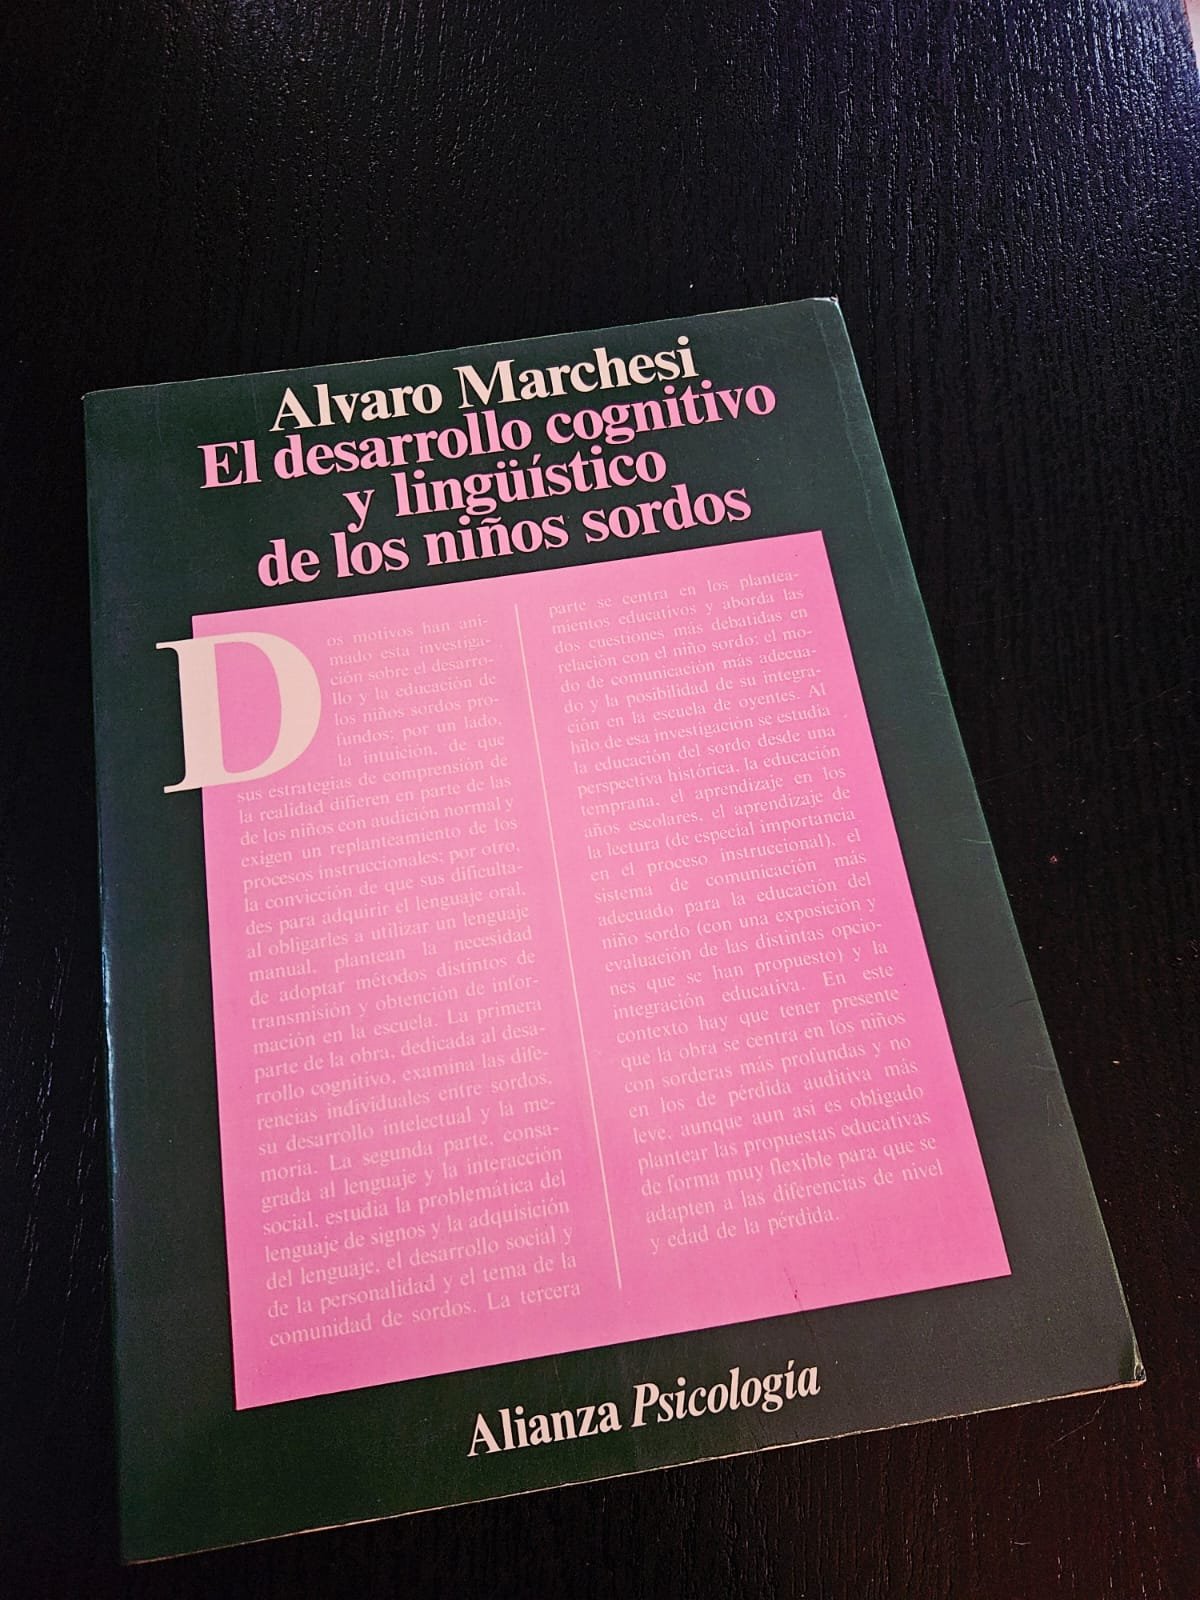 Alvaro Marchesi
El desarrollo cognitivo
y lingüístico
de los niños sordos
Dos motivos han ani-
mado esta investiga-
ción sobre el desarro-
llo y la educación de
los niños sordos pro-
fundos: por un lado,
la intuición, de que
sus estrategias de comprensión de
la realidad difieren en parte de las
de los niños con audición normal y
exigen un replanteamiento de los
procesos instruccionales; por otro,
la convicción de que sus dificulta-
des para adquirir el lenguaje oral,
al obligarles a utilizar un lenguaje
manual, plantean la necesidad
de adoptar métodos distintos de
transmisión y obtención de infor-
mación en la escuela. La primera
parte de la obra, dedicada al desa-
rrollo cognitivo, examina las dife-
rencias individuales entre sordos,
su desarrollo intelectual y la me-
moria. La segunda parte, consa-
grada al lenguaje y la interacción
social, estudia la problemática del
lenguaje de signos y la adquisición
del lenguaje, el desarrollo social y
de la personalidad y el tema de la
comunidad de sordos. La tercera
parte se centra en los plantea-
mientos educativos y aborda las
dos cuestiones más debatidas en
relación con el niño sordo: el mo-
do de comunicación más adecua-
do y la posibilidad de su integra-
ción en la escuela de oyentes. Al
hilo de esa investigación se estudia
la educación del sordo desde una
perspectiva histórica, la educación
temprana, el aprendizaje en los
años escolares, el aprendizaje de
la lectura (de especial importancia
en el proceso instruccional), el
sistema de comunicación más
adecuado para la educación del
niño sordo (con una exposición y
evaluación de las distintas opcio-
nes que se han propuesto) y la
integración educativa. En este
contexto hay que tener presente
que la obra se centra en los niños
con sorderas más profundas y no
en los de pérdida auditiva más
leve, aunque aun así es obligado
plantear las propuestas educativas
de forma muy flexible para que se
adapten a las diferencias de nivel
y edad de la pérdida.
Alianza Psicología